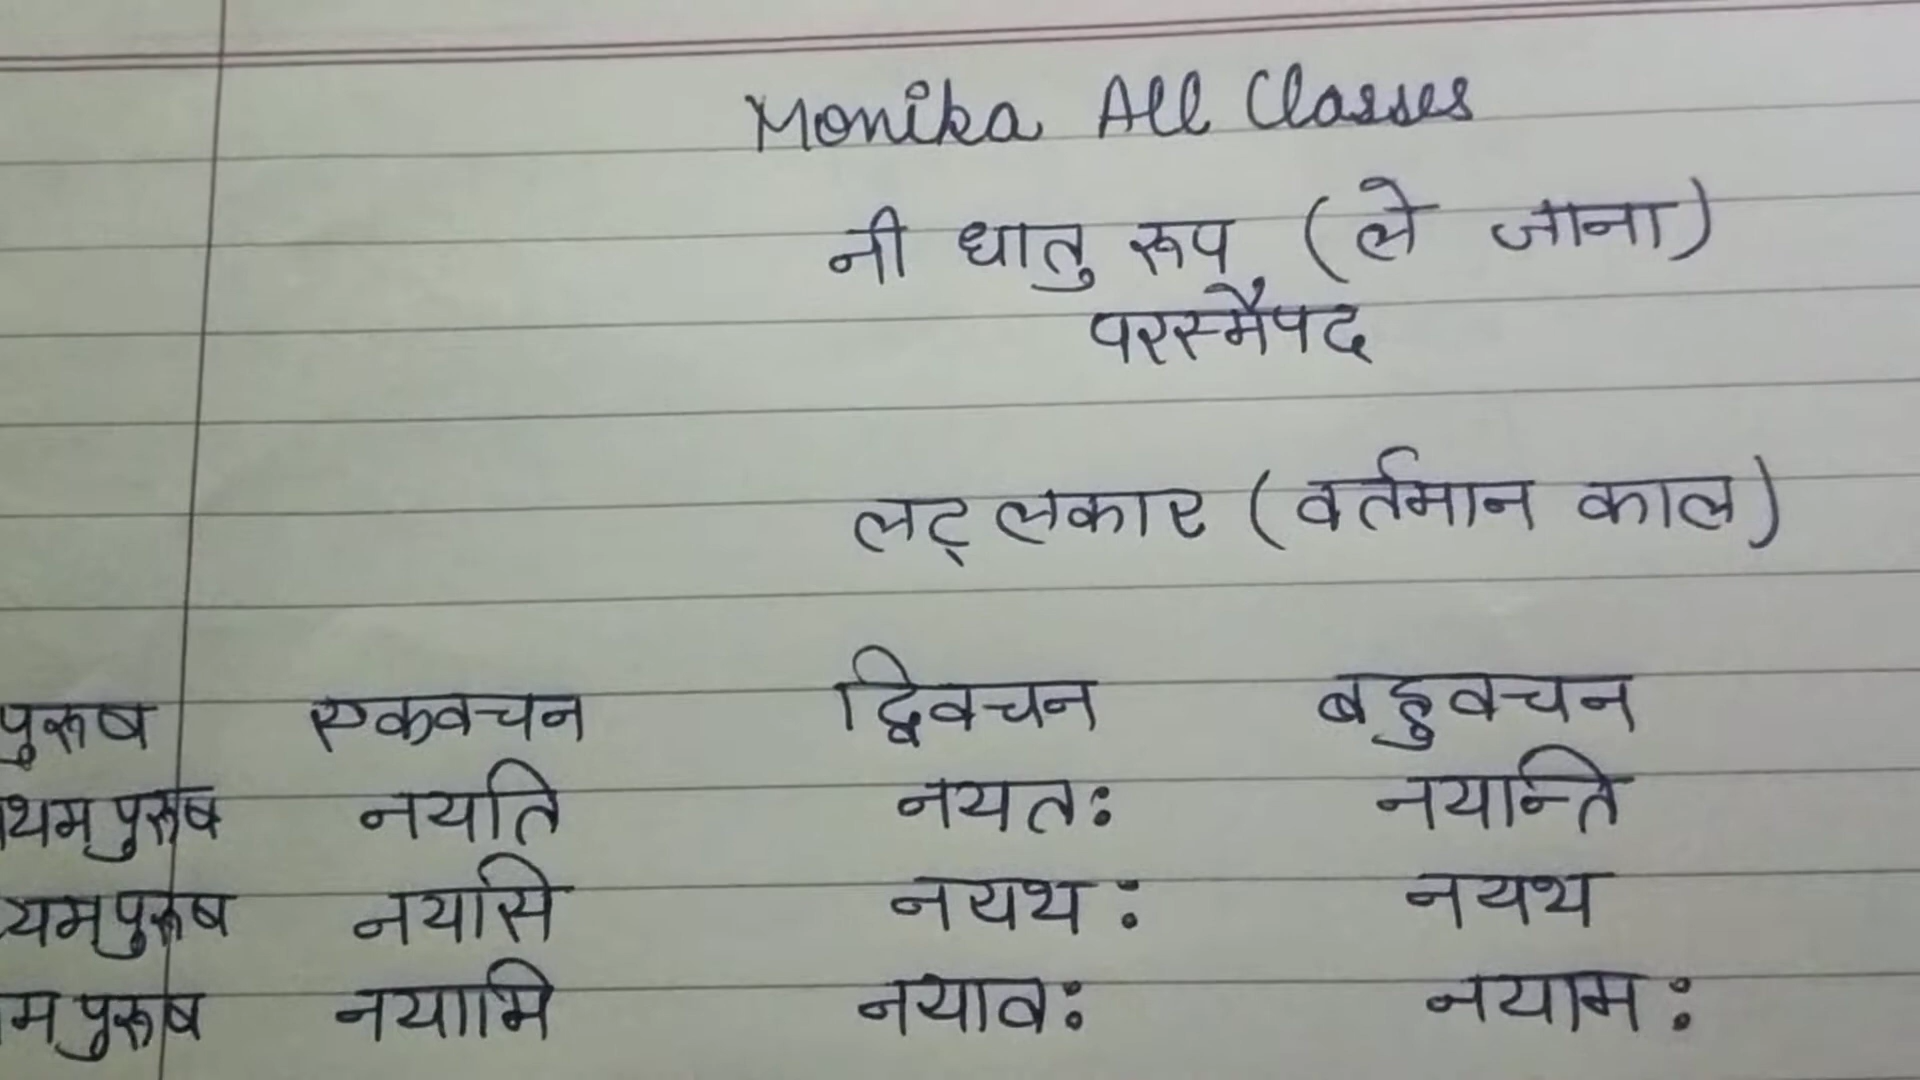 Monika All Classes
नी धातु रूप (ले जाना)
परस्मैपद
लट् लकार (वर्तमान काल)
पुरुष एकवचन द्विवचन बहुवचन
थम पुरुष नयति नयतः नयन्ति
यम पुरुष नयसि नयथः नयथ
म पुरुष नयामि नयावः नयामः